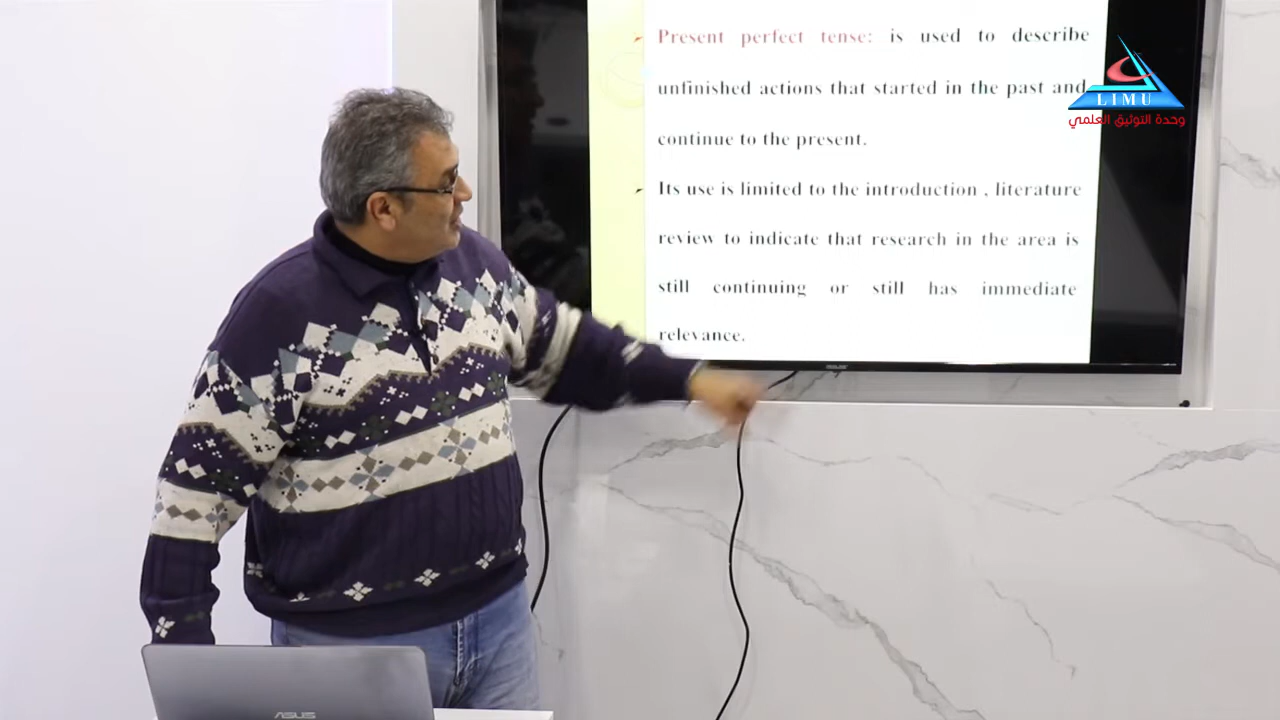 Present perfect tense: is used to describe
unfinished actions that started in the past and
continue to the present.
Its use is limited to the introduction , literature
review to indicate that research in the area is
still continuing or still has immediate
relevance.
LIMU
وحدة التوثيق العلمي
ASUS
ASUS